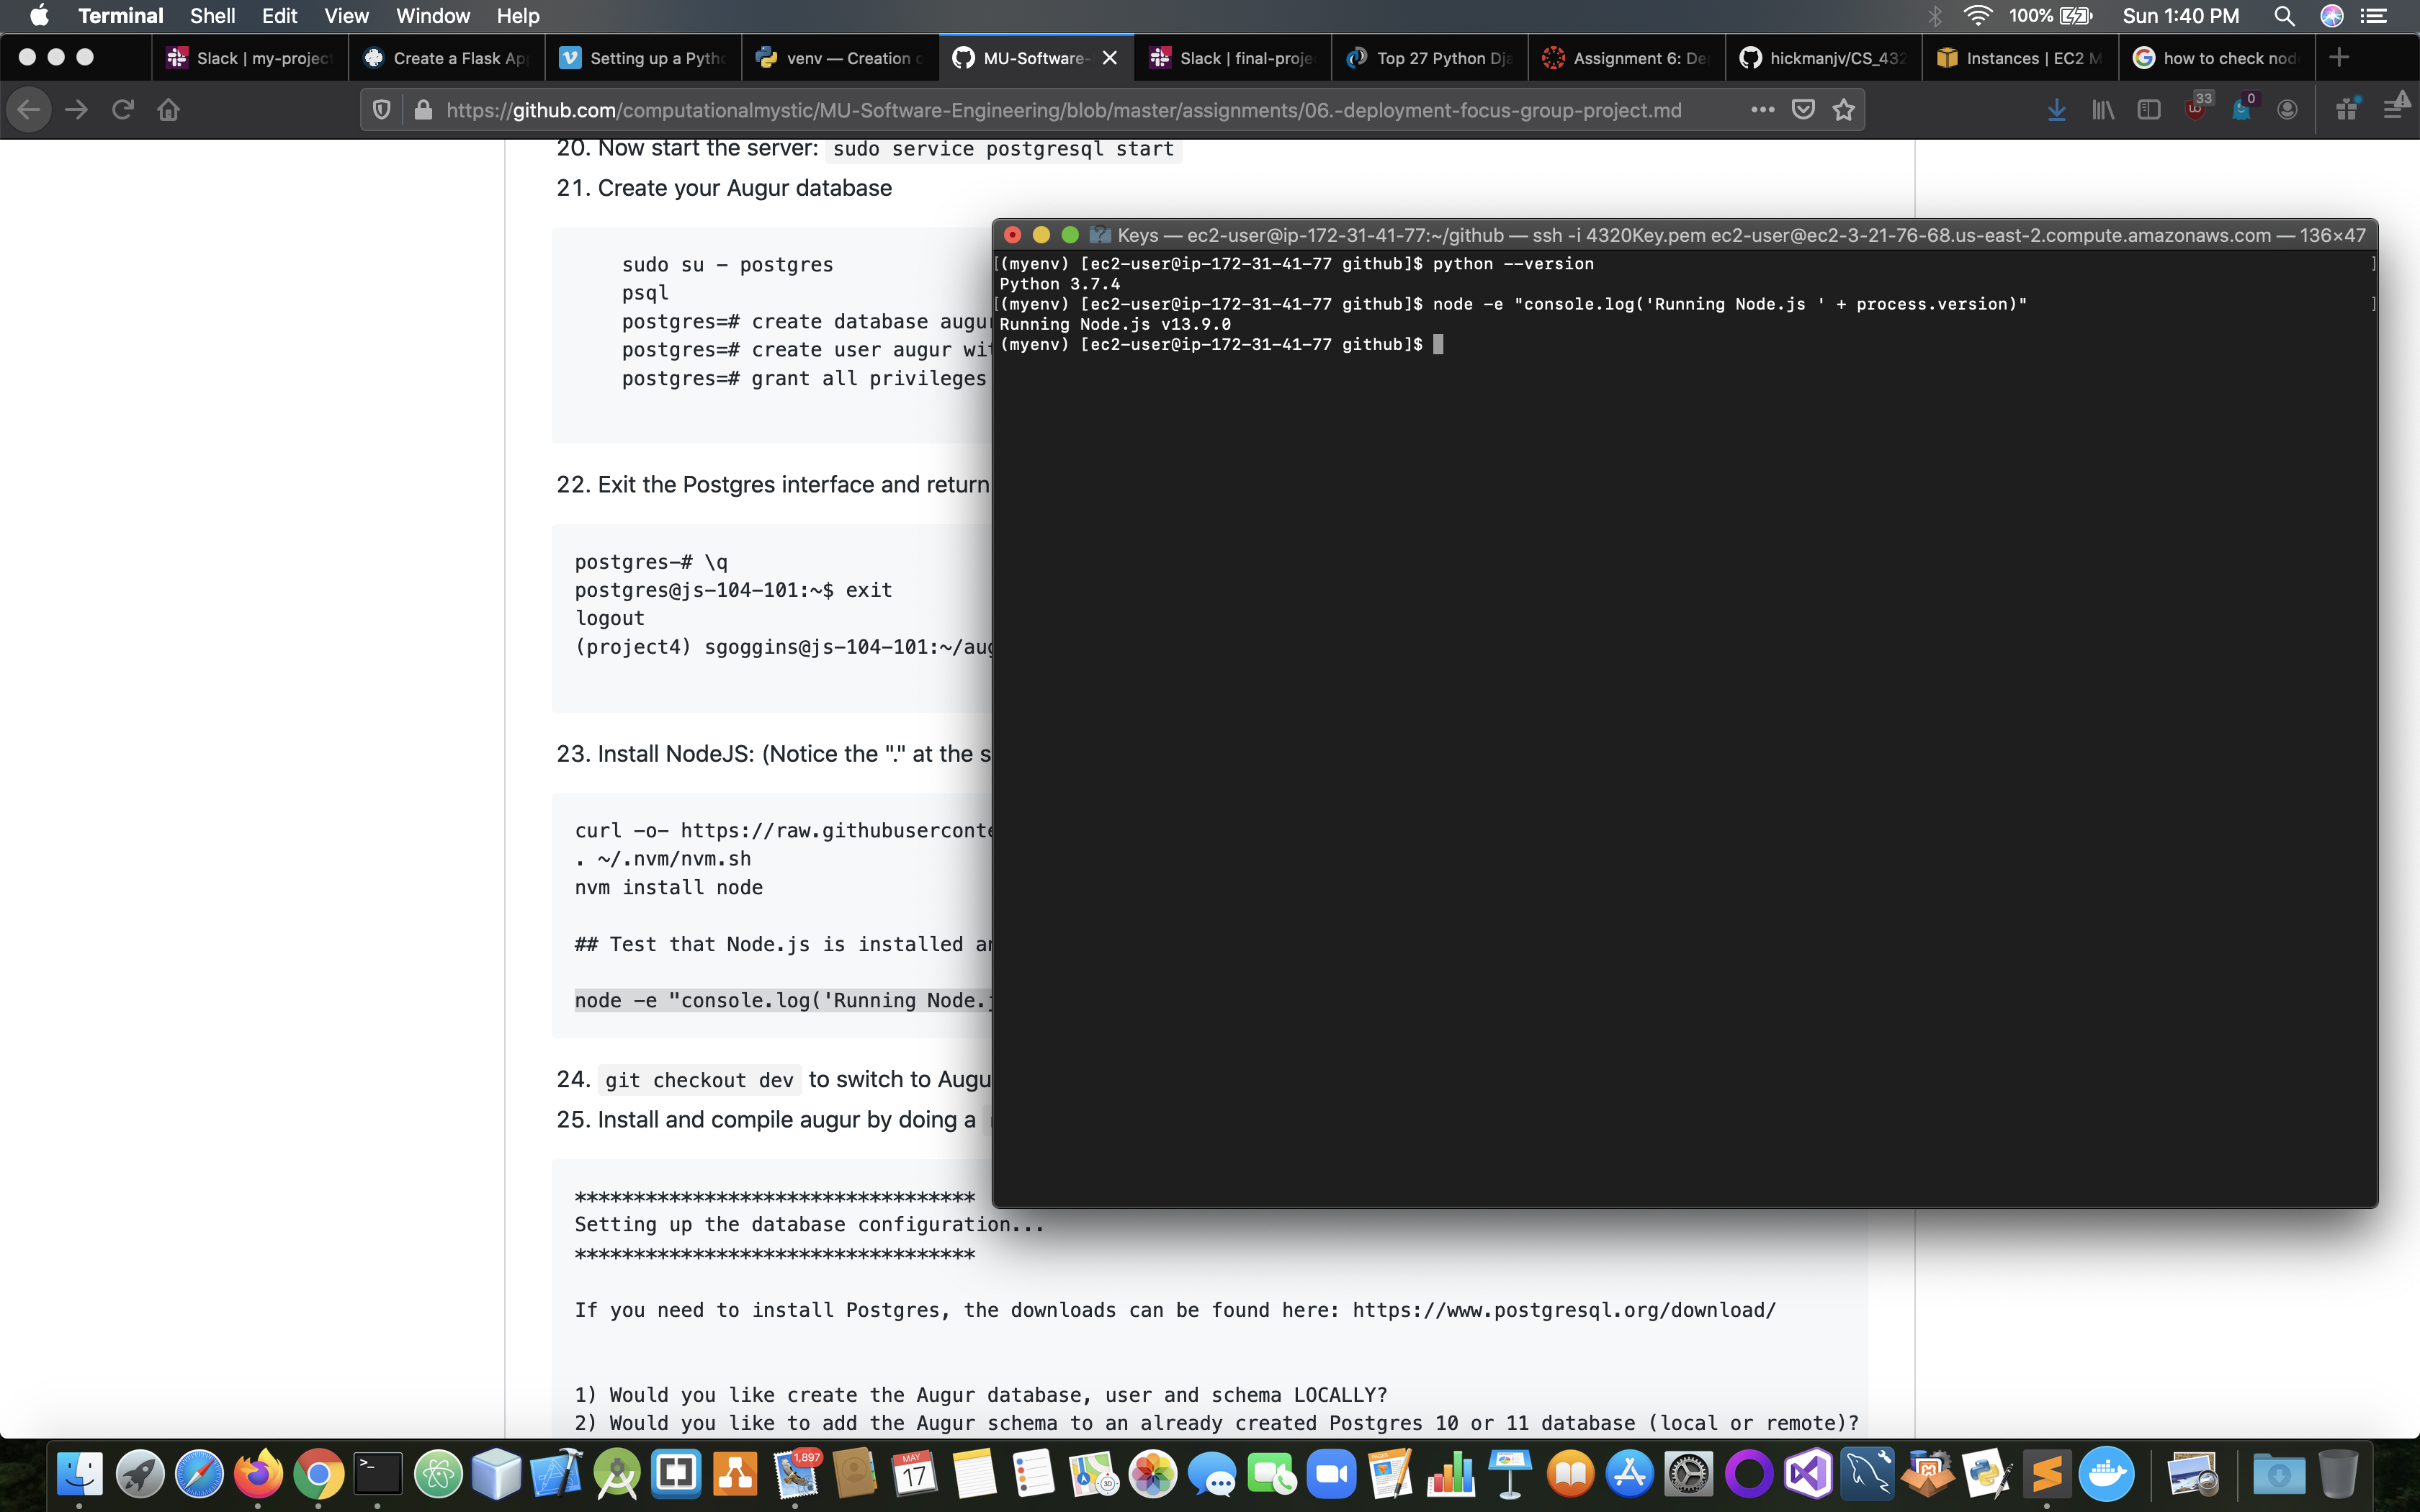 Terminal Shell Edit View Window Help 100% Sun 1:40 PM
Slack | my-projec Create a Flask Ap Setting up a Pyth venv — Creation o MU-Software- Slack | final-proje Top 27 Python Dja Assignment 6: De hickmanjv/CS_432 Instances | EC2 M how to check nod
https://github.com/computationalmystic/MU-Software-Engineering/blob/master/assignments/06.-deployment-focus-group-project.md 33 0
20. Now start the server: sudo service postgresql start
21. Create your Augur database
sudo su - postgres
psql
postgres=# create database augur
postgres=# create user augur wit
postgres=# grant all privileges
22. Exit the Postgres interface and return
postgres-# \q
postgres@js-104-101:~$ exit
logout
(project4) sgoggins@js-104-101:~/aug
23. Install NodeJS: (Notice the "." at the s
curl -o- https://raw.githubuserconte
. ~/.nvm/nvm.sh
nvm install node
## Test that Node.js is installed an
node -e "console.log('Running Node.j
24. git checkout dev to switch to Augu
25. Install and compile augur by doing a
**********************************
Setting up the database configuration...
**********************************
If you need to install Postgres, the downloads can be found here: https://www.postgresql.org/download/
1) Would you like create the Augur database, user and schema LOCALLY?
2) Would you like to add the Augur schema to an already created Postgres 10 or 11 database (local or remote)?
Keys — ec2-user@ip-172-31-41-77:~/github — ssh -i 4320Key.pem ec2-user@ec2-3-21-76-68.us-east-2.compute.amazonaws.com — 136×47
[(myenv) [ec2-user@ip-172-31-41-77 github]$ python --version ]
Python 3.7.4
[(myenv) [ec2-user@ip-172-31-41-77 github]$ node -e "console.log('Running Node.js ' + process.version)" ]
Running Node.js v13.9.0
(myenv) [ec2-user@ip-172-31-41-77 github]$
1,897
MAY
17